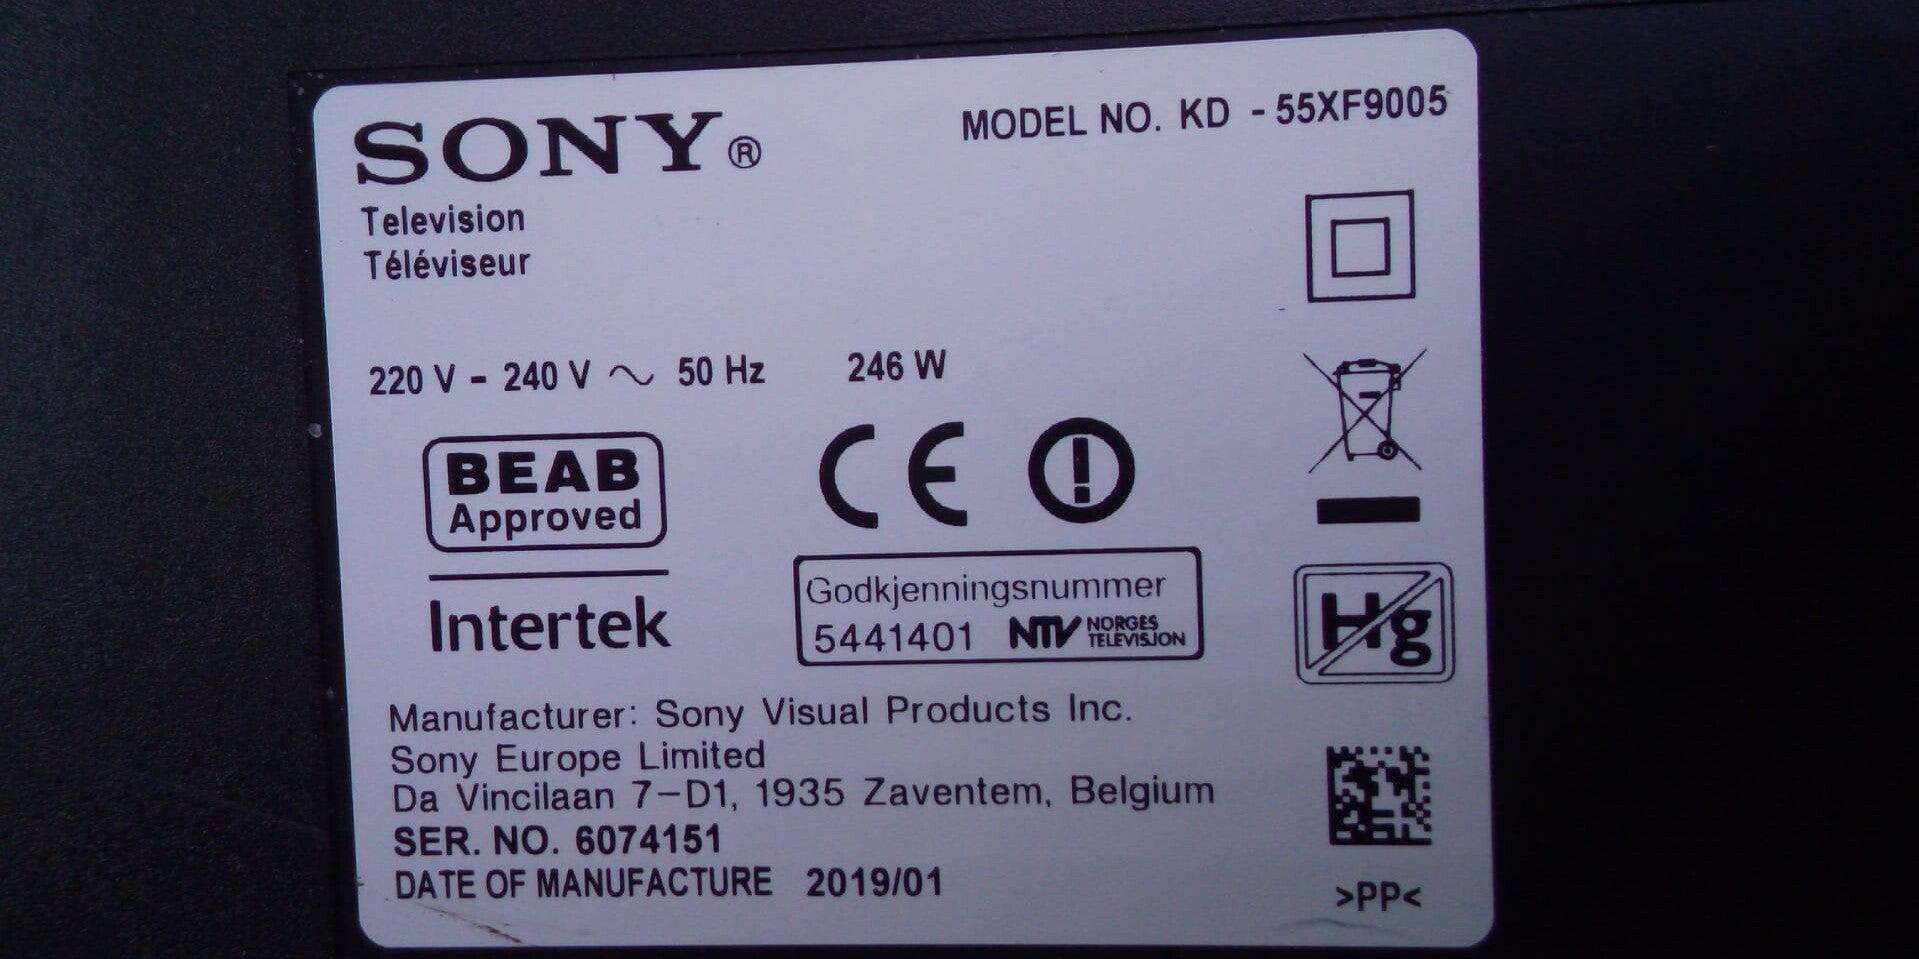 SONY®
MODEL NO. KD - 55XF9005
Television
Téléviseur
220 V - 240 V ~ 50 Hz 246 W
BEAB
Approved
Intertek
CE
Godkjenningsnummer
5441401 NTV NORGES TELEVISJON
Hg
Manufacturer: Sony Visual Products Inc.
Sony Europe Limited
Da Vincilaan 7-D1, 1935 Zaventem, Belgium
SER. NO. 6074151
DATE OF MANUFACTURE 2019/01
>PP<